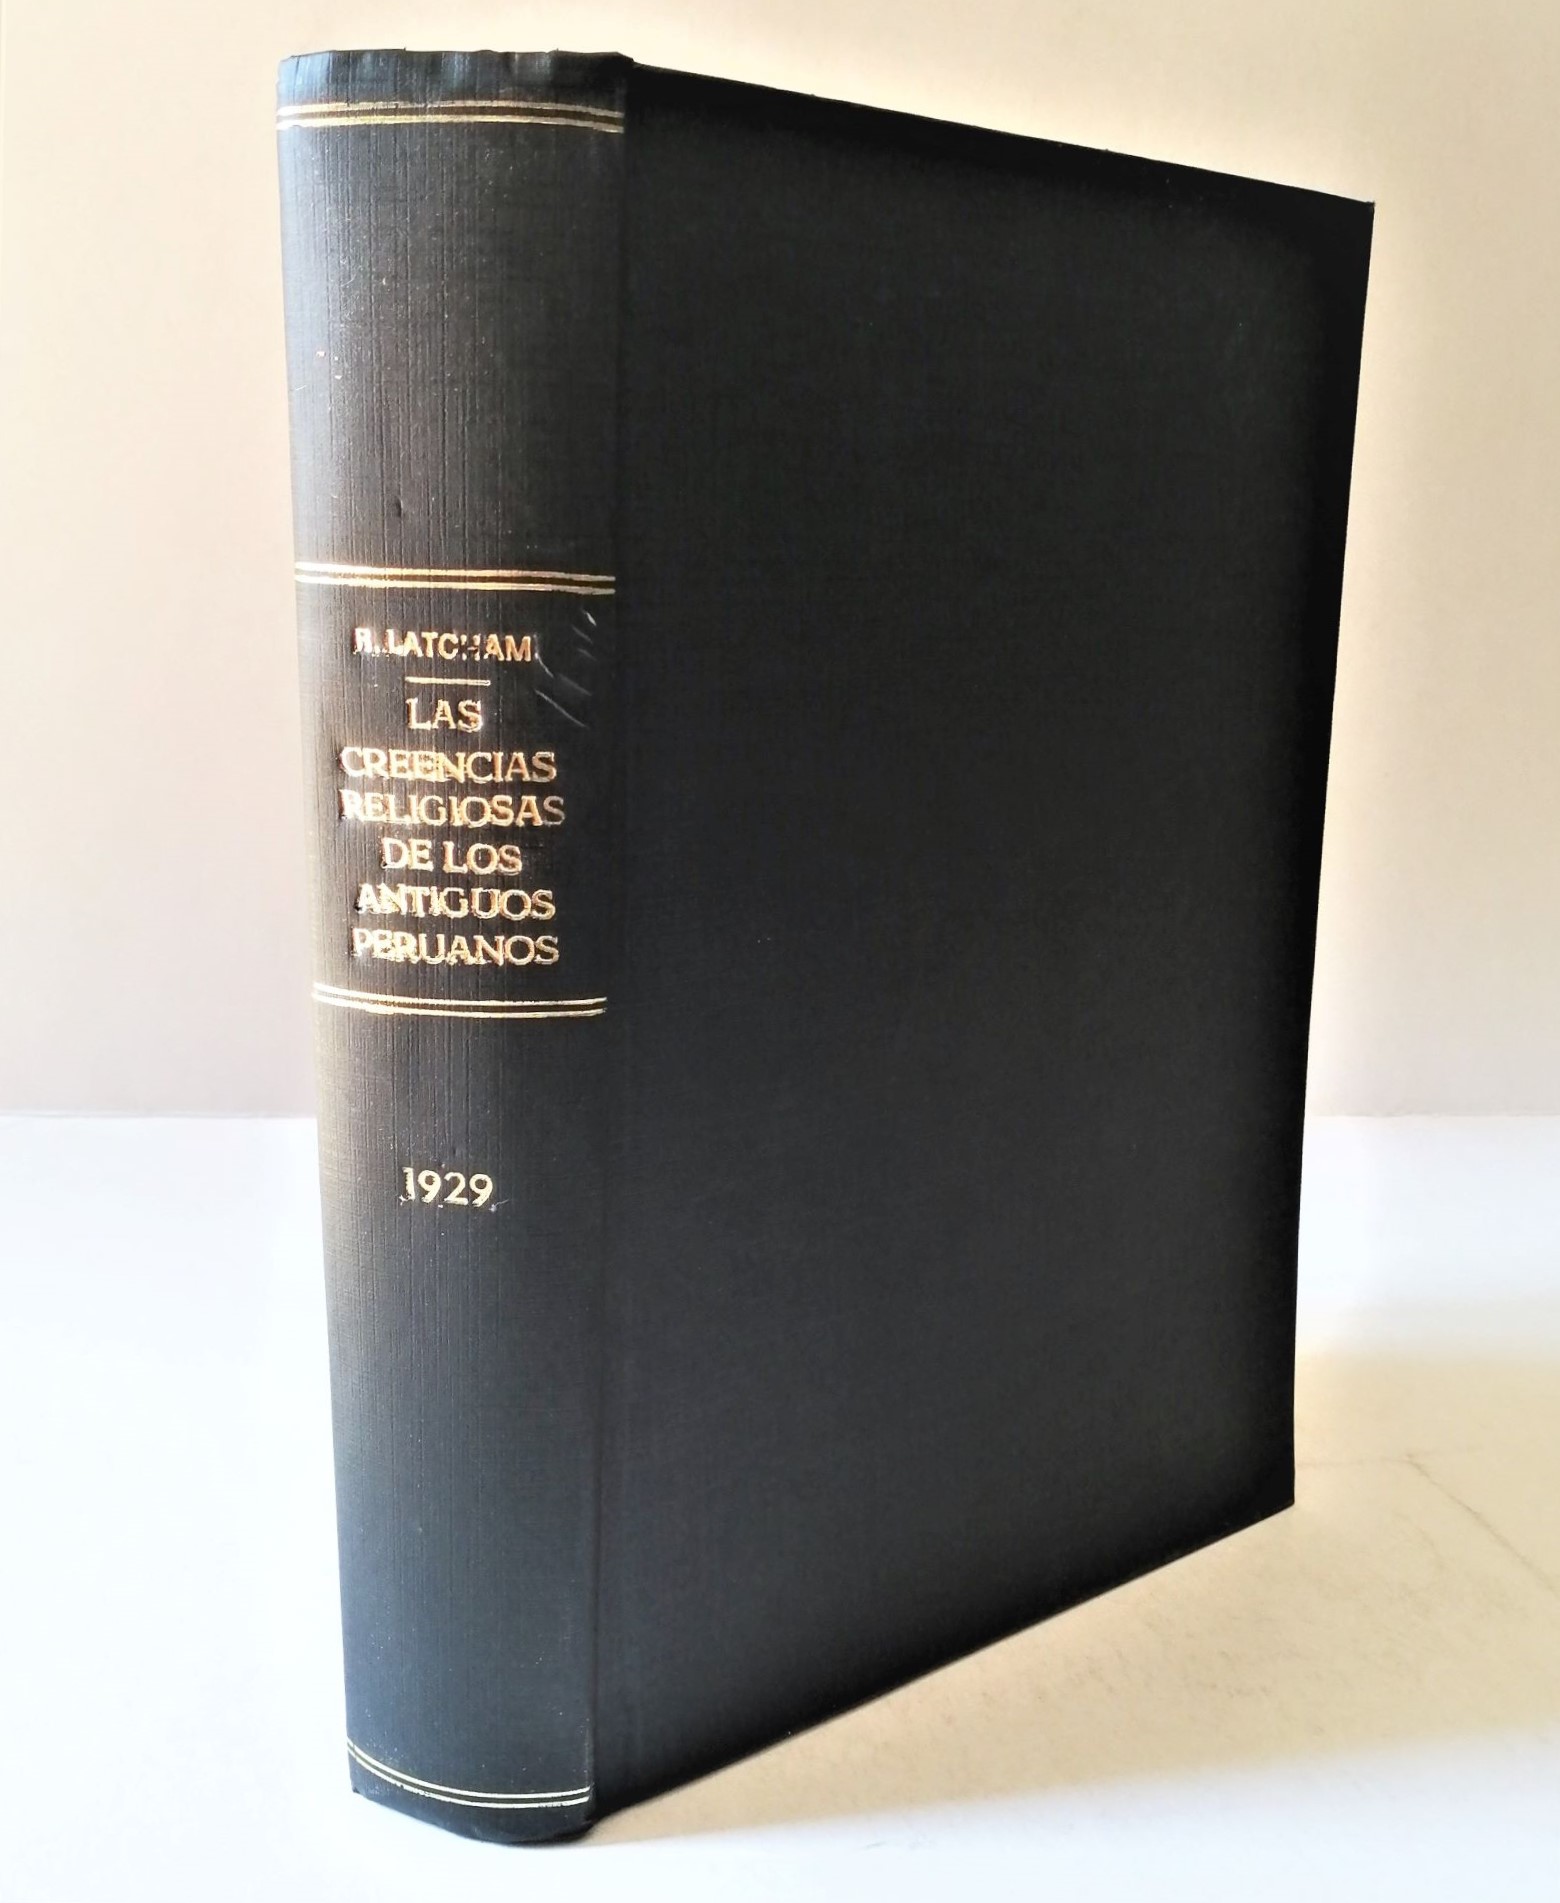 R. LATCHAM
LAS
CREENCIAS
RELIGIOSAS
DE LOS
ANTIGUOS
PERUANOS
1929